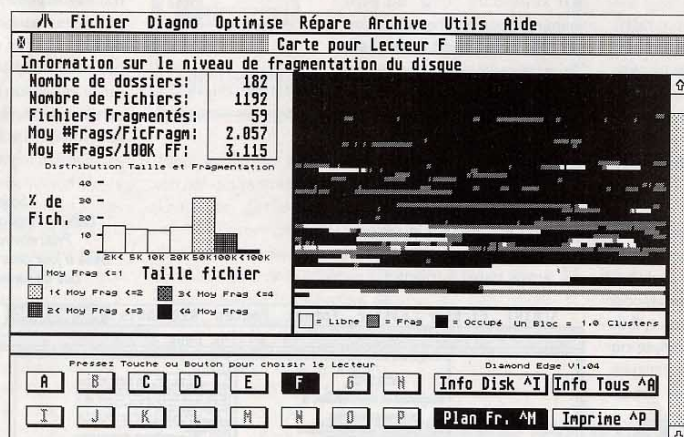 Fichier Diagno Optimise Répare Archive Utils Aide
Carte pour Lecteur F
Information sur le niveau de fragmentation du disque
Nombre de dossiers: 182
Nombre de Fichiers: 1192
Fichiers Fragmentés: 59
Moy #Frags/FicFragm: 2.057
Moy #Frags/100K FF: 3.115
Distribution Taille et Fragmentation
% de Fich.
40
30
20
10
0
2K< 5K 10K 20K 50K 100K <100K
Taille fichier
Moy Frag <=1
1< Moy Frag <=2
3< Moy Frag <=4
2< Moy Frag <=3
<4 Moy Frag
= Libre = Frag = Occupé Un Bloc = 1.0 Clusters
Pressez Touche ou Bouton pour choisir le Lecteur
Diamond Edge V1.04
A B C D E F G H Info Disk ^I Info Tous ^A
I J K L M N O P Plan Fr. ^M Imprime ^P